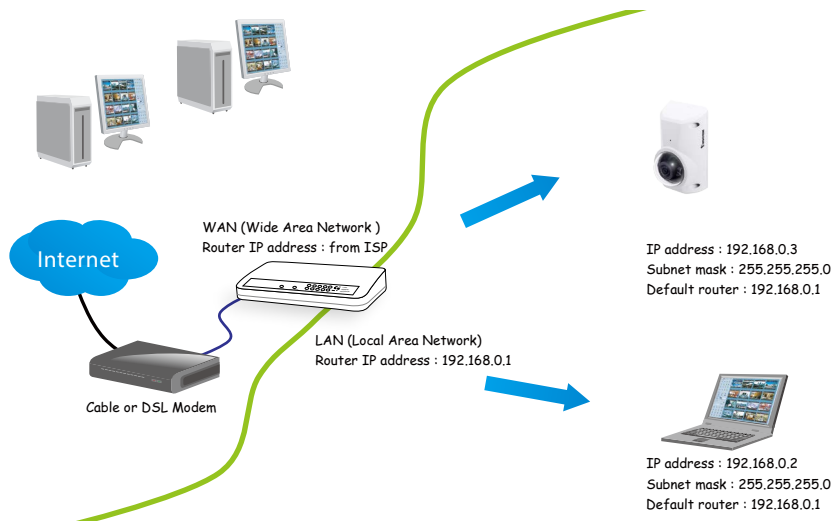 WAN (Wide Area Network )
Router IP address : from ISP
Internet
LAN (Local Area Network)
Router IP address : 192.168.0.1
Cable or DSL Modem
IP address : 192.168.0.3
Subnet mask : 255.255.255.0
Default router : 192.168.0.1
IP address : 192.168.0.2
Subnet mask : 255.255.255.0
Default router : 192.168.0.1